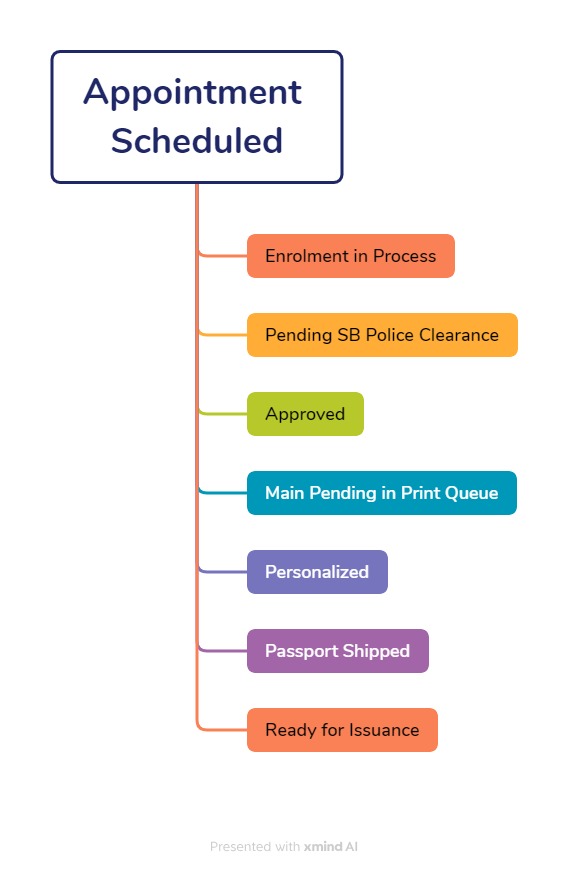 Appointment
Scheduled
Enrolment in Process
Pending SB Police Clearance
Approved
Main Pending in Print Queue
Personalized
Passport Shipped
Ready for Issuance
Presented with xmind AI